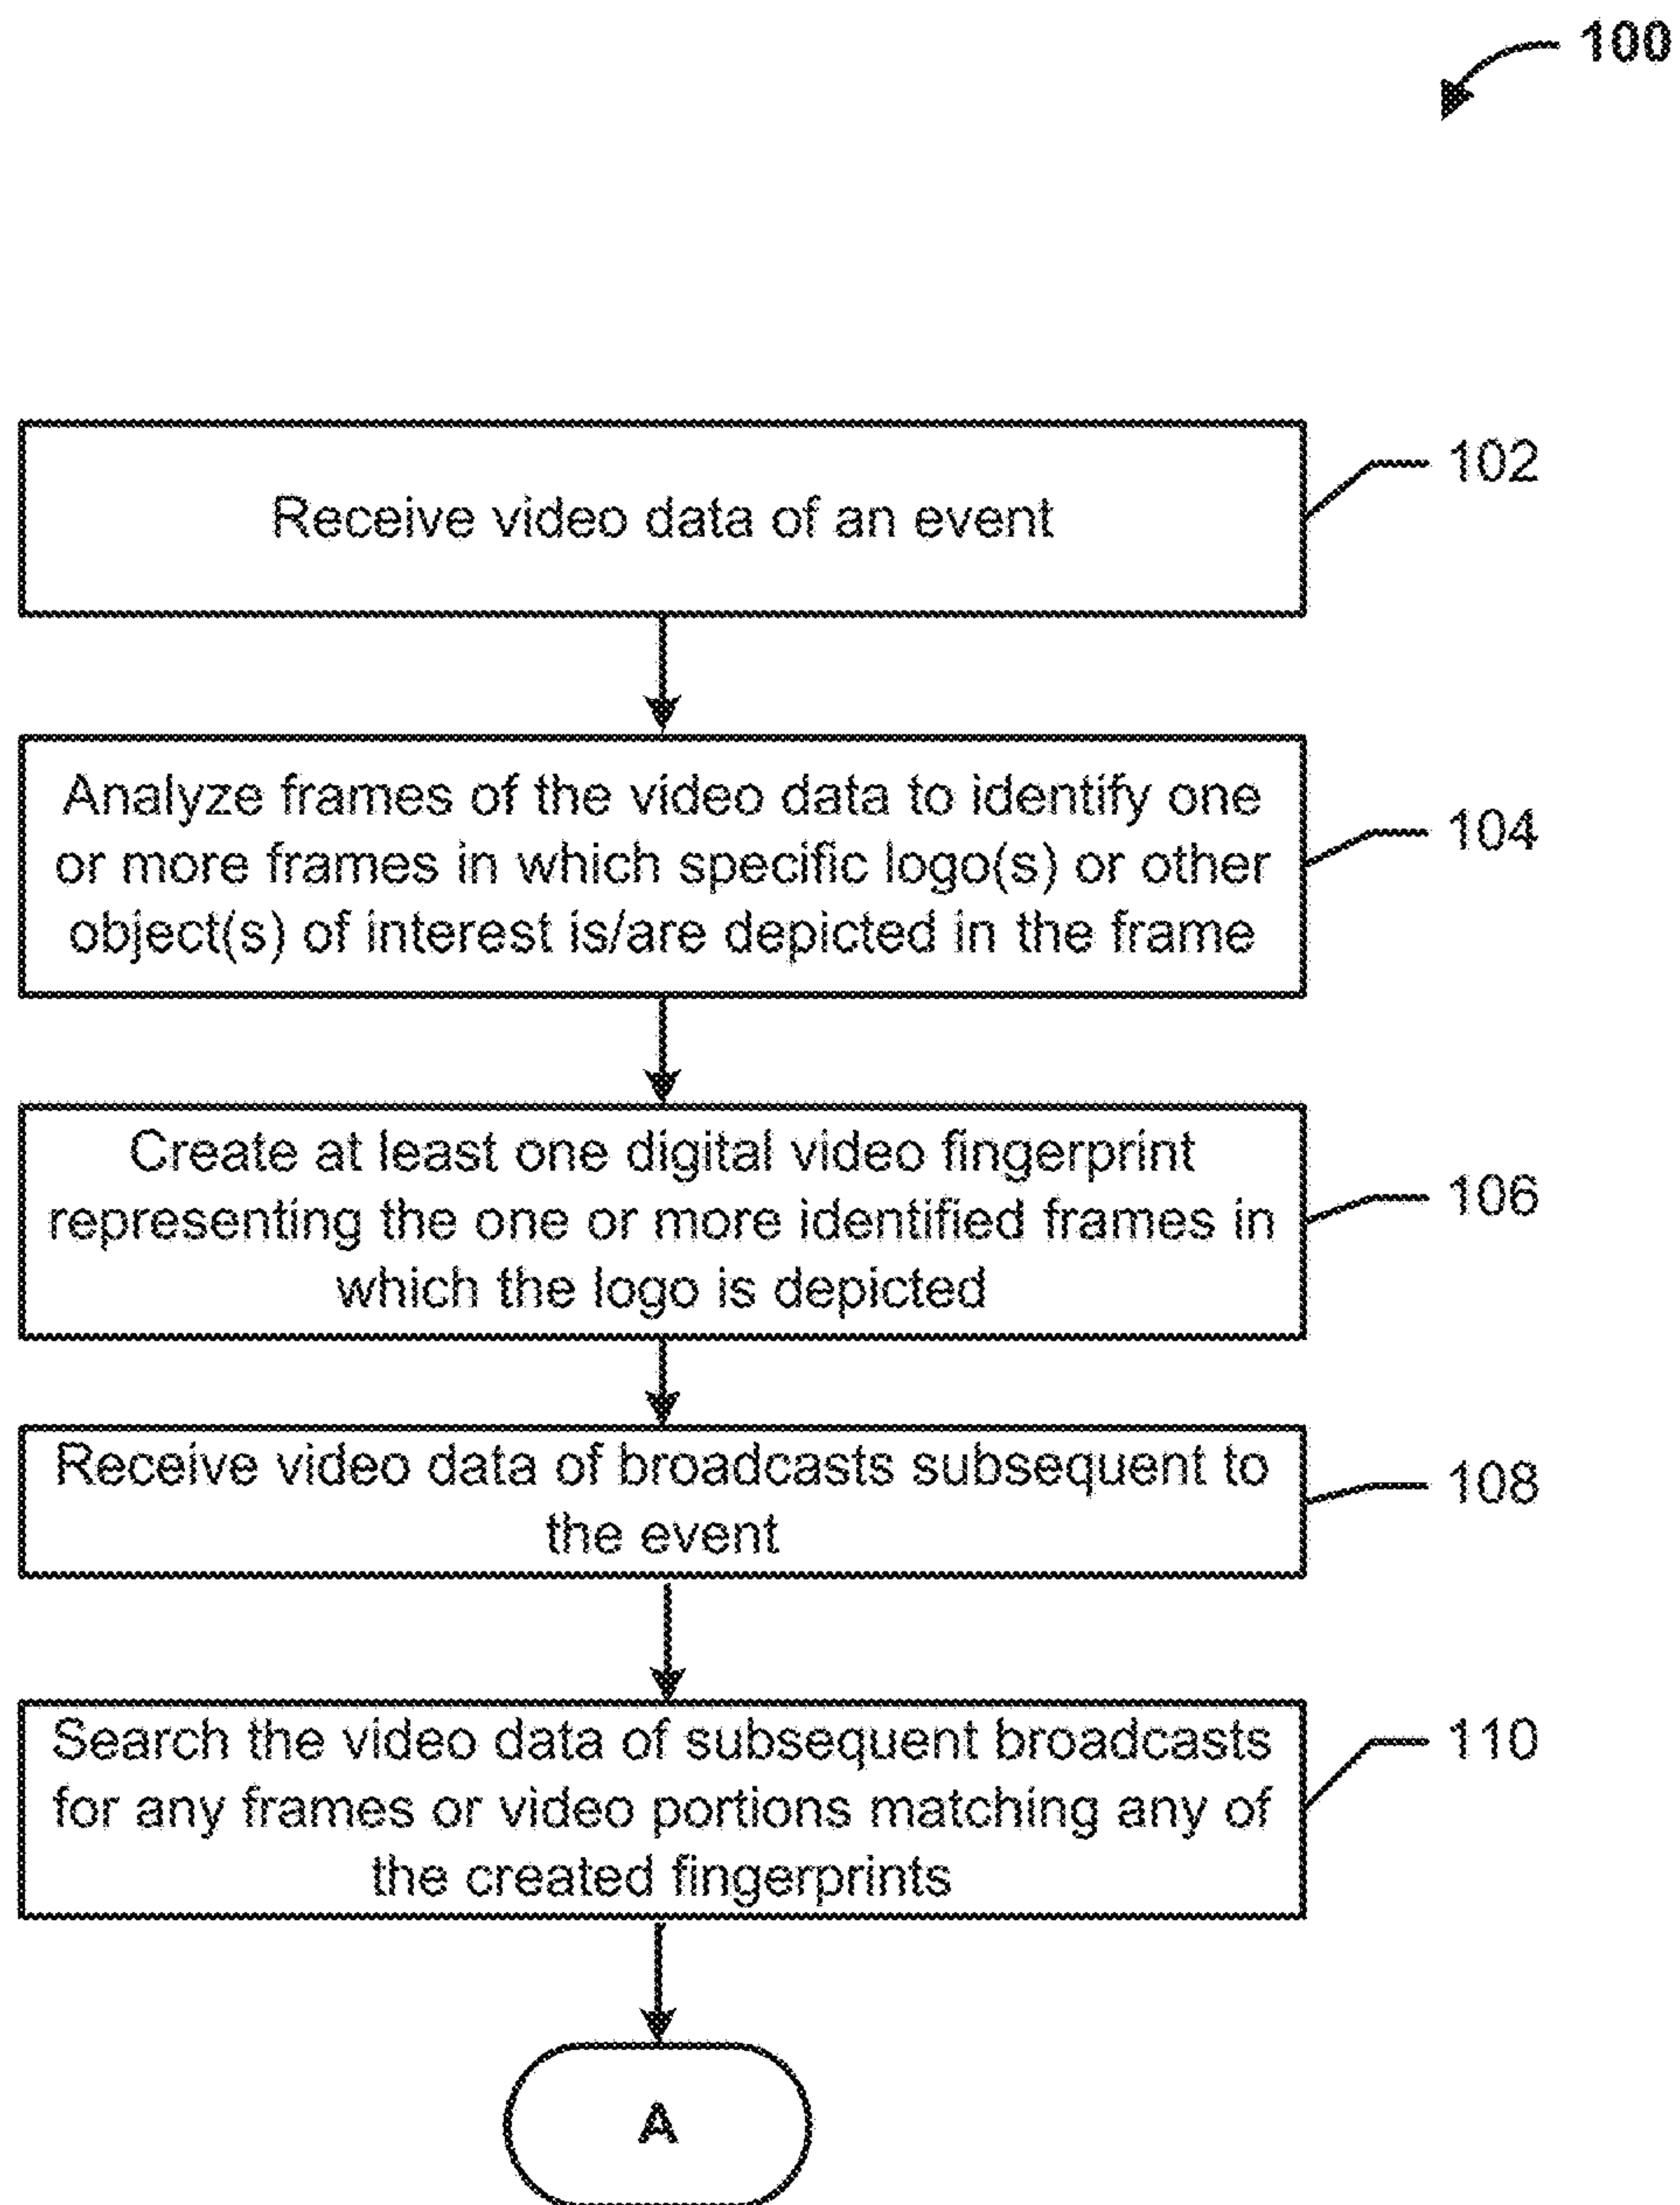 100
Receive video data of an event
102
Analyze frames of the video data to identify one
or more frames in which specific logo(s) or other
object(s) of interest is/are depicted in the frame
104
Create at least one digital video fingerprint
representing the one or more identified frames in
which the logo is depicted
106
Receive video data of broadcasts subsequent to
the event
108
Search the video data of subsequent broadcasts
for any frames or video portions matching any of
the created fingerprints
110
A